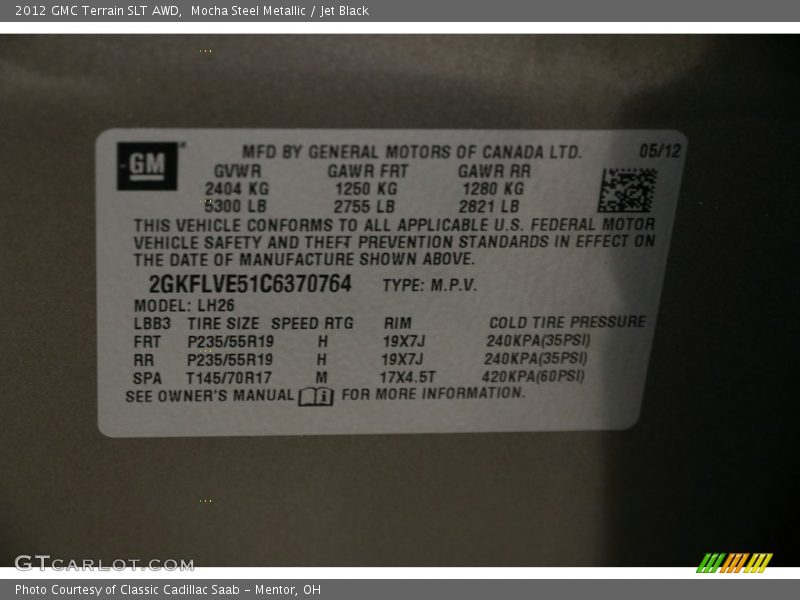 2012 GMC Terrain SLT AWD,  Mocha Steel Metallic / Jet Black
GM MFD BY GENERAL MOTORS OF CANADA LTD. 05/12
GVWR GAWR FRT GAWR RR
2404 KG 1250 KG 1280 KG
5300 LB 2755 LB 2821 LB
THIS VEHICLE CONFORMS TO ALL APPLICABLE U.S. FEDERAL MOTOR
VEHICLE SAFETY AND THEFT PREVENTION STANDARDS IN EFFECT ON
THE DATE OF MANUFACTURE SHOWN ABOVE.
2GKFLVE51C6370764 TYPE: M.P.V.
MODEL: LH26
LBB3 TIRE SIZE SPEED RTG RIM COLD TIRE PRESSURE
FRT P235/55R19 H 19X7J 240KPA(35PSI)
RR P235/55R19 H 19X7J 240KPA(35PSI)
SPA T145/70R17 M 17X4.5T 420KPA(60PSI)
SEE OWNER'S MANUAL FOR MORE INFORMATION.
GTCARLOT.COM
Photo Courtesy of Classic Cadillac Saab - Mentor, OH